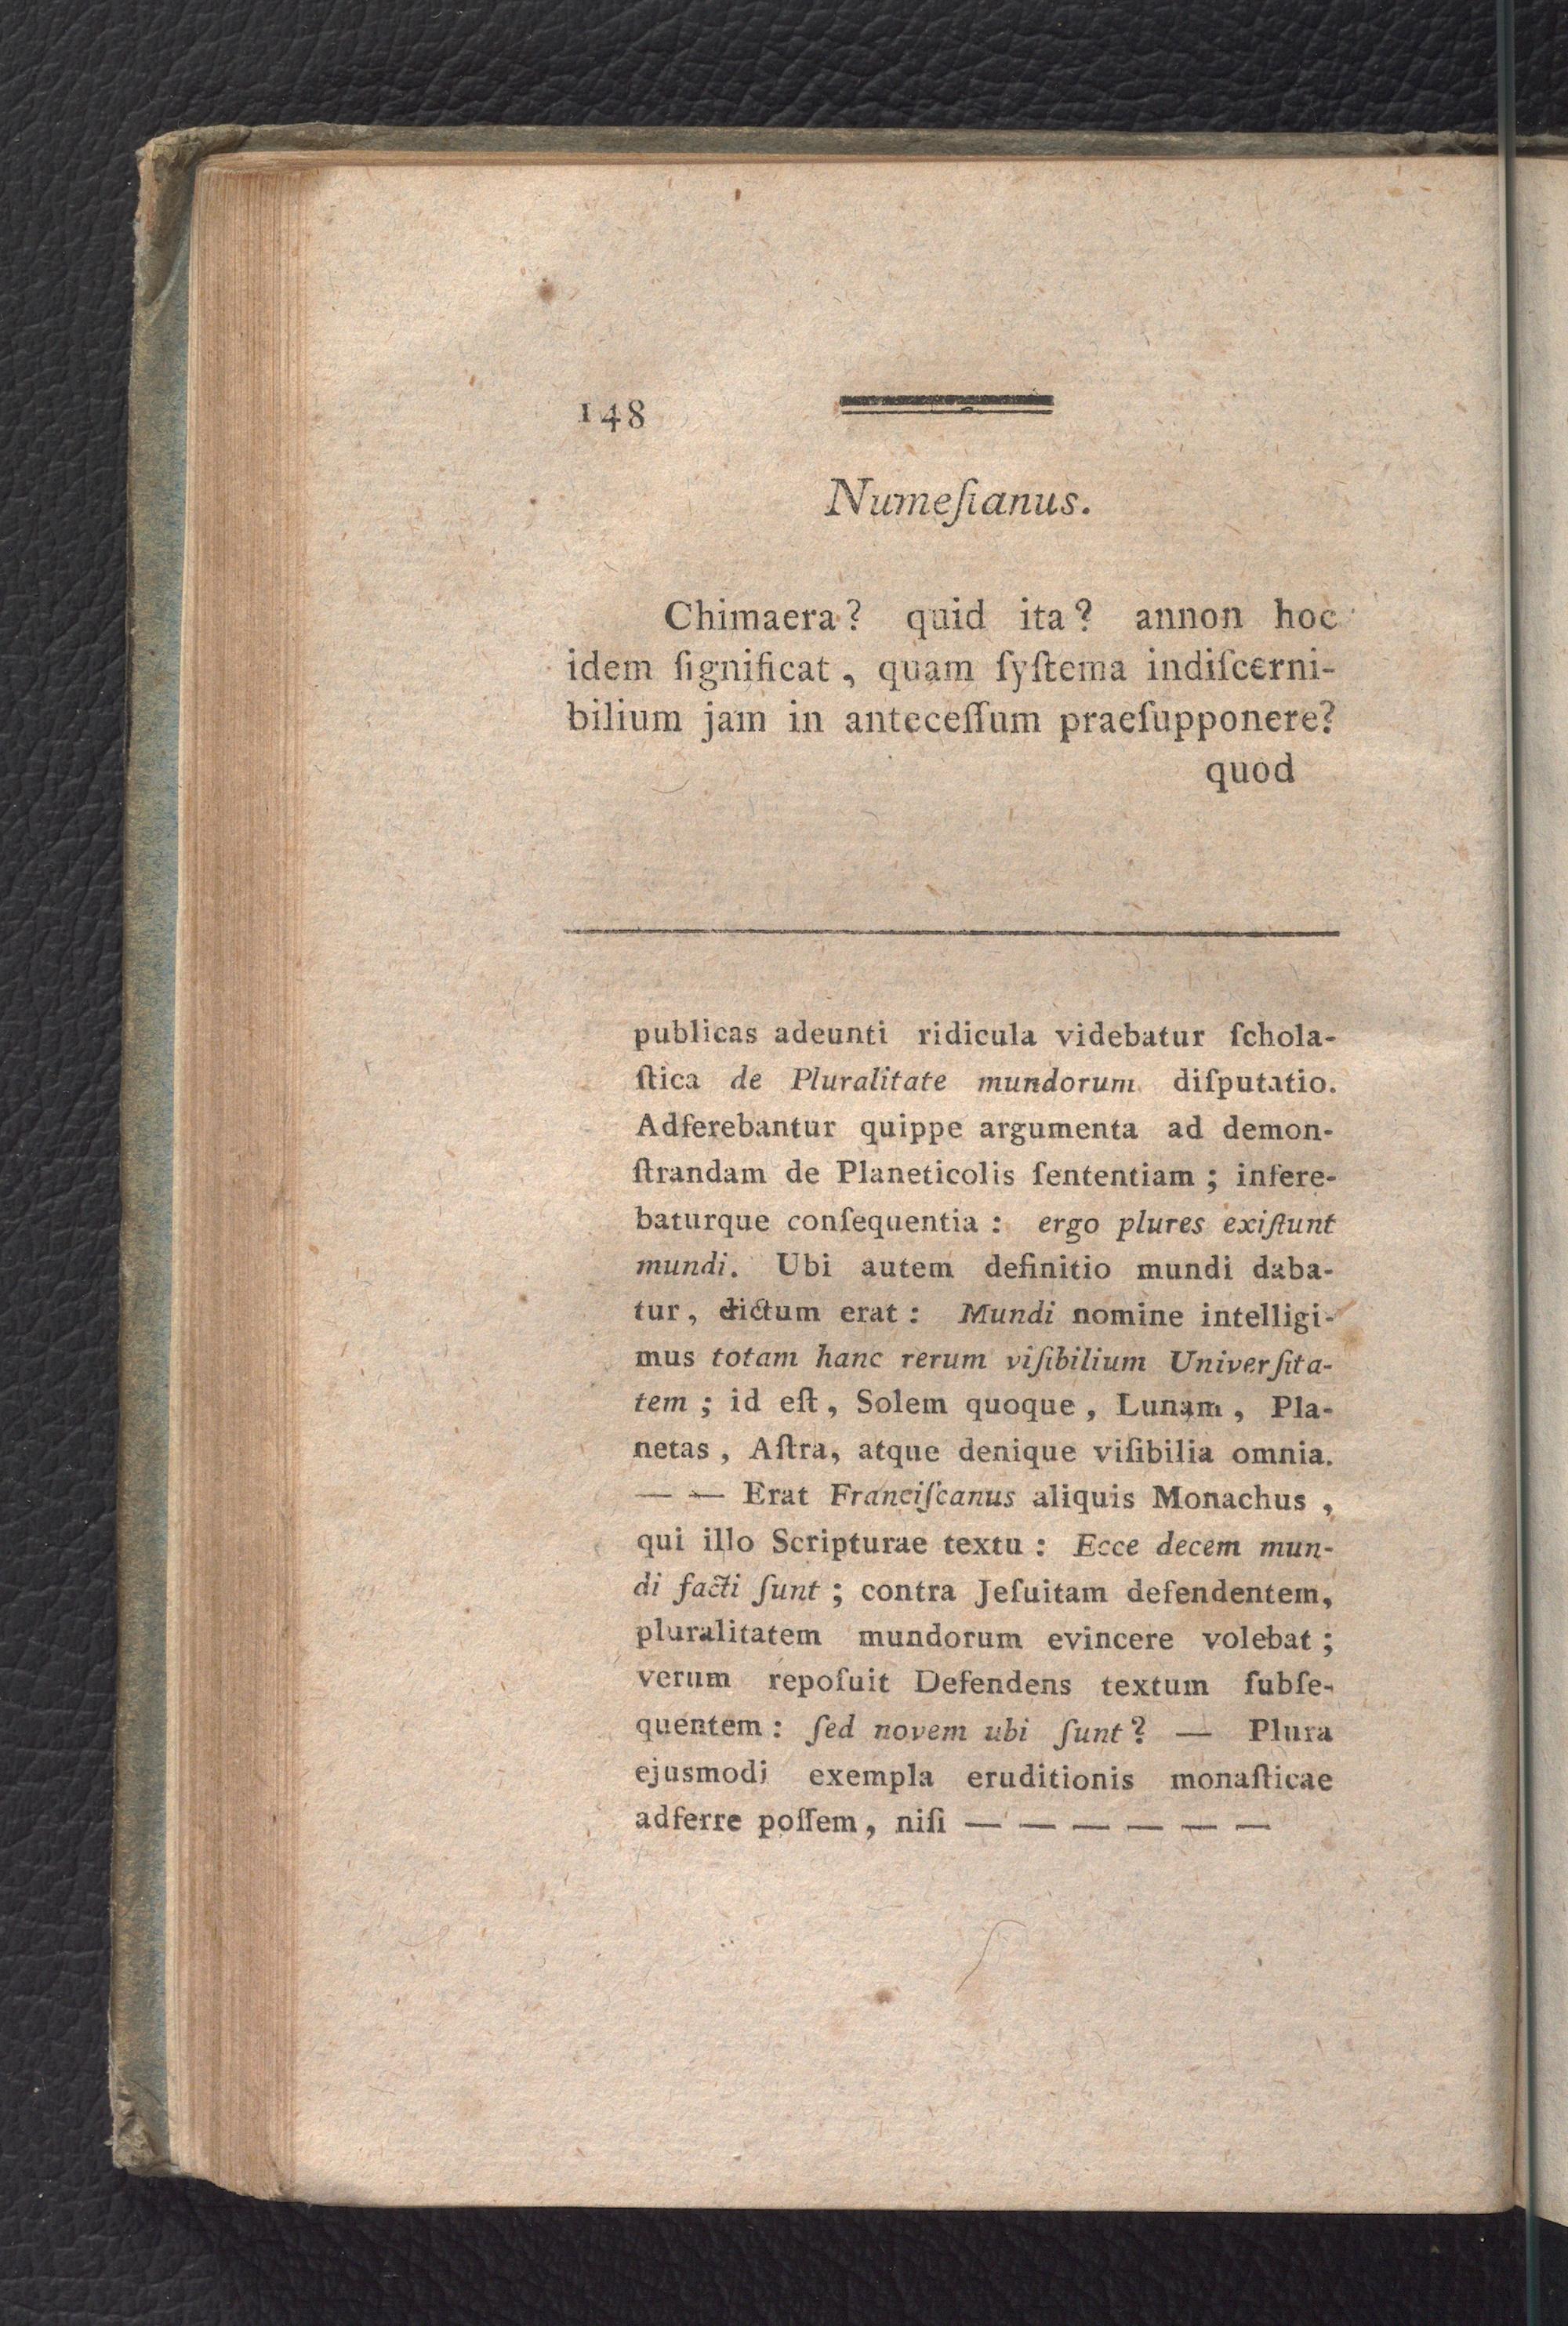 148
Numeſianus.
Chimaera? quid ita? annon hoc
idem ſignificat, quam ſyſtema indiſcerni-
bilium jam in anteceſſum praeſupponere?
quod
publicas adeunti ridicula videbatur ſchola-
ſtica de Pluralitate mundorum diſputatio.
Adferebantur quippe argumenta ad demon-
ſtrandam de Planeticolis ſententiam; infere-
baturque conſequentia: ergo plures exiſtunt
mundi. Ubi autem definitio mundi daba-
tur, dictum erat: Mundi nomine intelligi-
mus totam hanc rerum viſibilium Univerſita-
tem; id eſt, Solem quoque, Lunam, Pla-
netas, Aſtra, atque denique viſibilia omnia.
— — Erat Franciſcanus aliquis Monachus,
qui illo Scripturae textu: Ecce decem mun-
di facti ſunt; contra Jeſuitam defendentem,
pluralitatem mundorum evincere volebat;
verum repoſuit Defendens textum ſubſe-
quentem: ſed novem ubi ſunt? — Plura
ejusmodi exempla eruditionis monaſticae
adferre poſſem, niſi — — — — — —